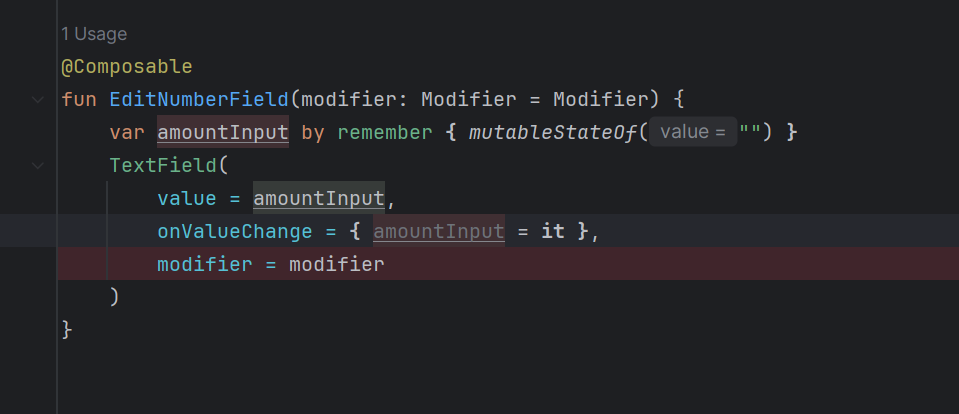 1 Usage
@Composable
fun EditNumberField(modifier: Modifier = Modifier) {
    var amountInput by remember { mutableStateOf( value = "") }
    TextField(
        value = amountInput,
        onValueChange = { amountInput = it },
        modifier = modifier
    )
}